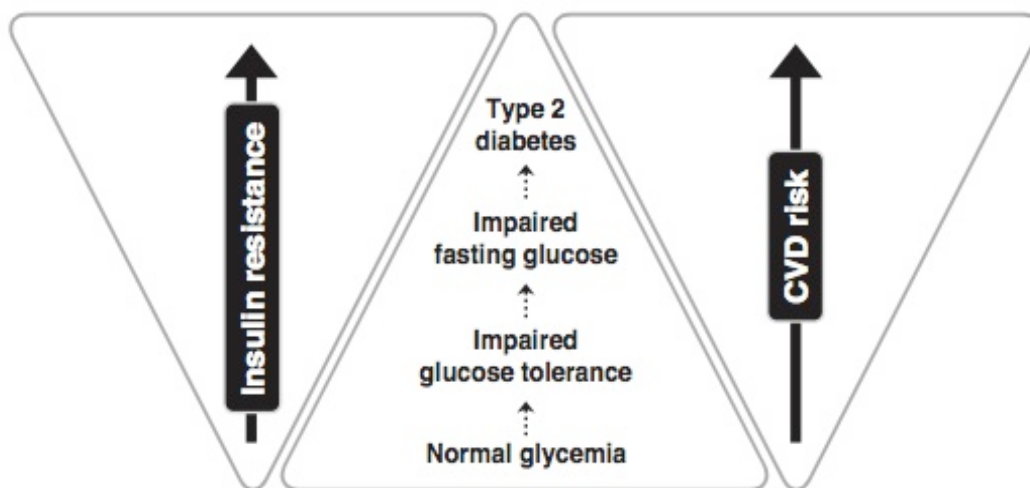 Insulin resistance
Type 2
diabetes
Impaired
fasting glucose
Impaired
glucose tolerance
Normal glycemia
CVD risk